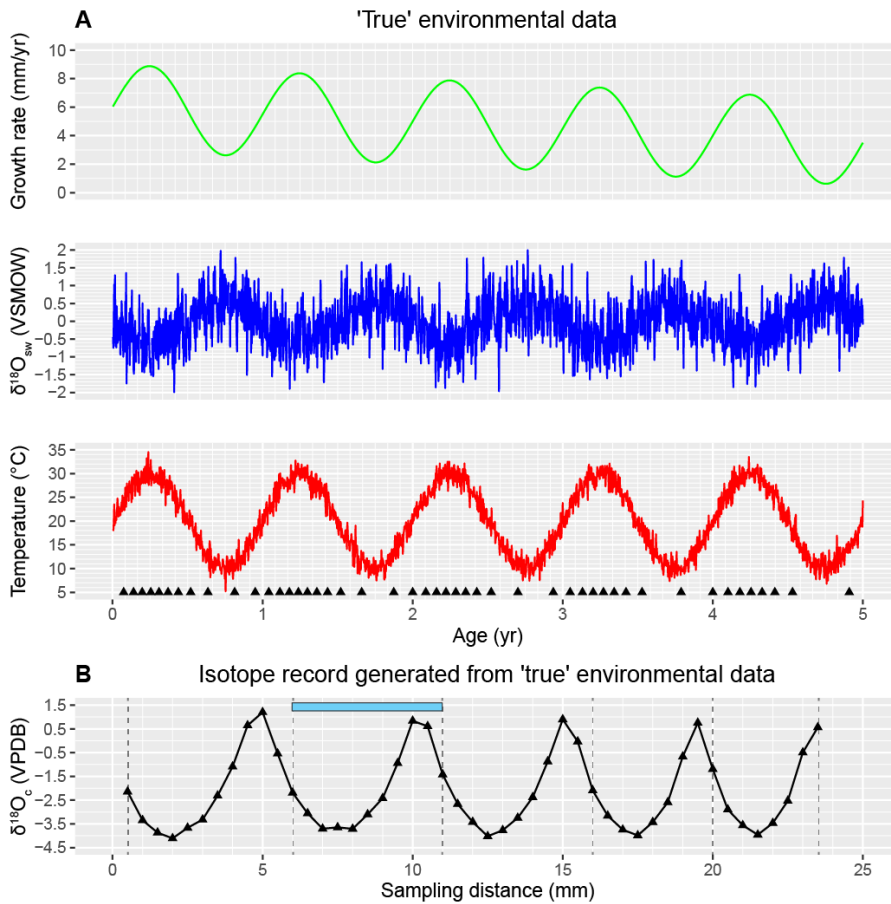 A 'True' environmental data
Growth rate (mm/yr)
10
8
6
4
2
0
δ¹⁸O_sw (VSMOW)
2
1.5
1
0.5
0
−0.5
−1
−1.5
−2
Temperature (°C)
35
30
25
20
15
10
5
0 1 2 3 4 5
Age (yr)
B Isotope record generated from 'true' environmental data
δ¹⁸O_c (VPDB)
1.5
0.5
−0.5
−1.5
−2.5
−3.5
−4.5
0 5 10 15 20 25
Sampling distance (mm)